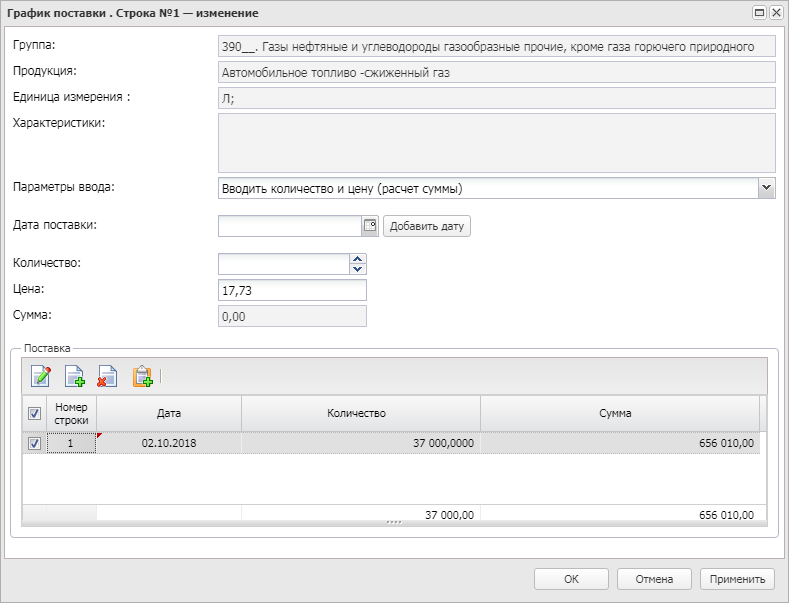 График поставки . Строка №1 — изменение
Группа:
390__. Газы нефтяные и углеводороды газообразные прочие, кроме газа горючего природного
Продукция:
Автомобильное топливо -сжиженный газ
Единица измерения :
Л;
Характеристики:
Параметры ввода:
Вводить количество и цену (расчет суммы)
Дата поставки:
Добавить дату
Количество:
Цена:
17,73
Сумма:
0,00
Поставка
Номер строки Дата Количество Сумма
1 02.10.2018 37 000,0000 656 010,00
37 000,00 656 010,00
ОК Отмена Применить